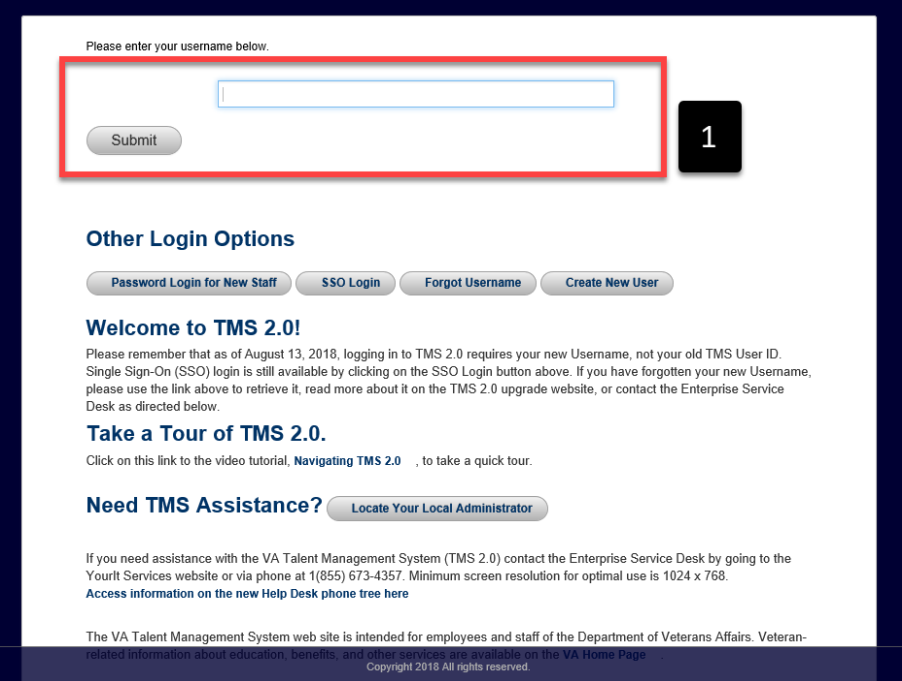 Please enter your username below.
Submit
1
Other Login Options
Password Login for New Staff SSO Login Forgot Username Create New User
Welcome to TMS 2.0!
Please remember that as of August 13, 2018, logging in to TMS 2.0 requires your new Username, not your old TMS User ID.
Single Sign-On (SSO) login is still available by clicking on the SSO Login button above. If you have forgotten your new Username,
please use the link above to retrieve it, read more about it on the TMS 2.0 upgrade website, or contact the Enterprise Service
Desk as directed below.
Take a Tour of TMS 2.0.
Click on this link to the video tutorial, Navigating TMS 2.0 , to take a quick tour.
Need TMS Assistance? Locate Your Local Administrator
If you need assistance with the VA Talent Management System (TMS 2.0) contact the Enterprise Service Desk by going to the
YourIt Services website or via phone at 1(855) 673-4357. Minimum screen resolution for optimal use is 1024 x 768.
Access information on the new Help Desk phone tree here
The VA Talent Management System web site is intended for employees and staff of the Department of Veterans Affairs. Veteran-
related information about education, benefits, and other services are available on the VA Home Page .
Copyright 2018 All rights reserved.